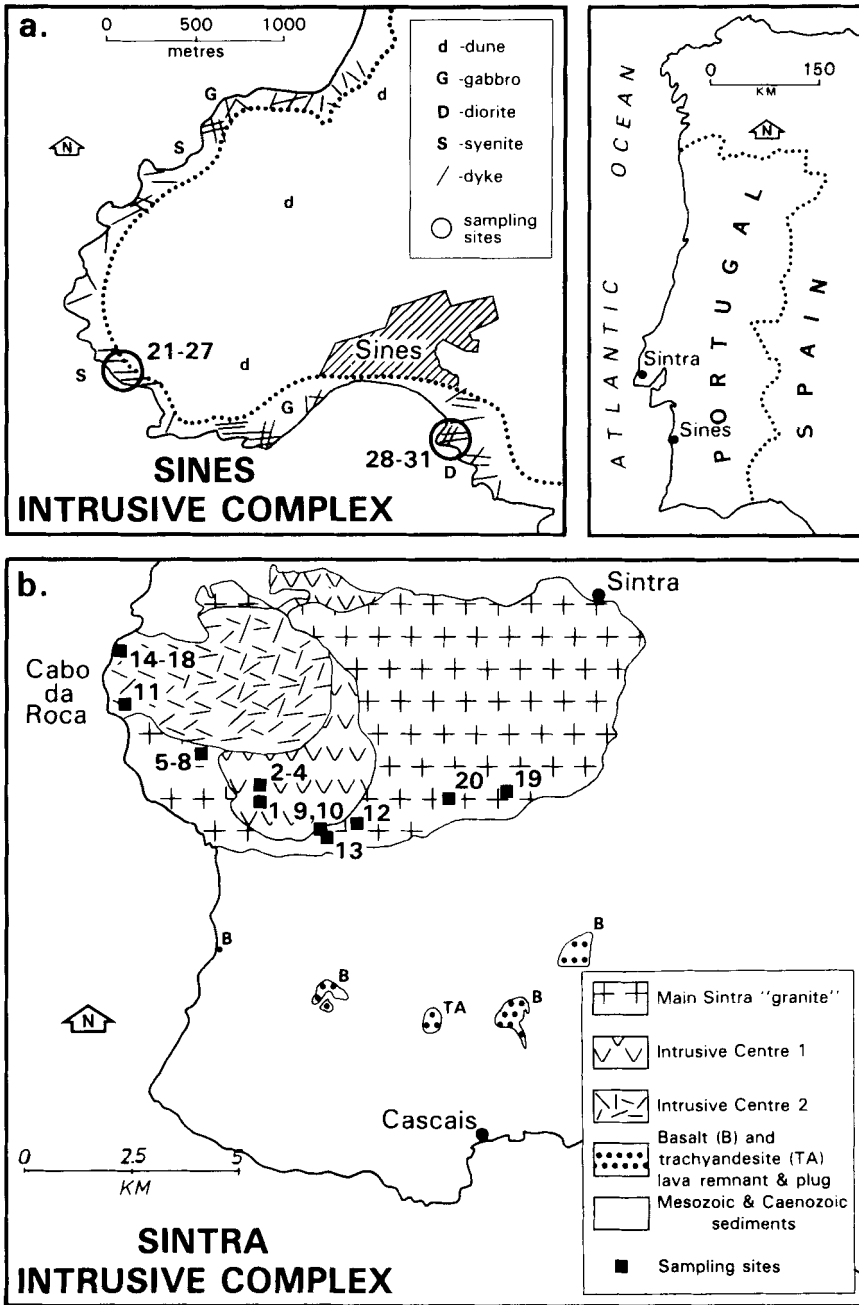 a.
0 500 1000
metres
N
G
S
d
d
d
S
21-27
Sines
G
28-31
D
SINES
INTRUSIVE COMPLEX
d -dune
G -gabbro
D -diorite
S -syenite
/ -dyke
sampling
sites
0 150
KM
N
ATLANTIC OCEAN
PORTUGAL
SPAIN
Sintra
Sines
b.
Sintra
Cabo
da
Roca
14-18
11
5-8
2-4
1
9,10
12
13
20
19
B
B
TA
B
B
N
Cascais
0 2.5 5
KM
SINTRA
INTRUSIVE COMPLEX
Main Sintra "granite"
Intrusive Centre 1
Intrusive Centre 2
Basalt (B) and
trachyandesite (TA)
lava remnant & plug
Mesozoic & Caenozoic
sediments
Sampling sites